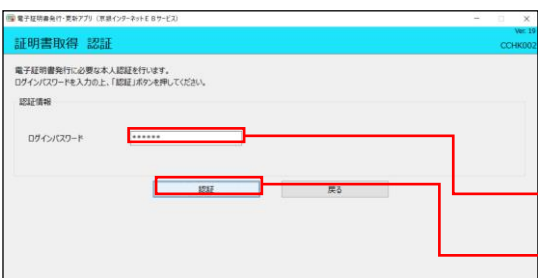 電子証明書発行・更新アプリ (京銀インターネットEBサービス)
Ver. 19
証明書取得 認証
CCHK002
電子証明書発行に必要な本人認証を行います。
ログインパスワードを入力の上、「認証」ボタンを押してください。
認証情報
ログインパスワード
******
認証
戻る